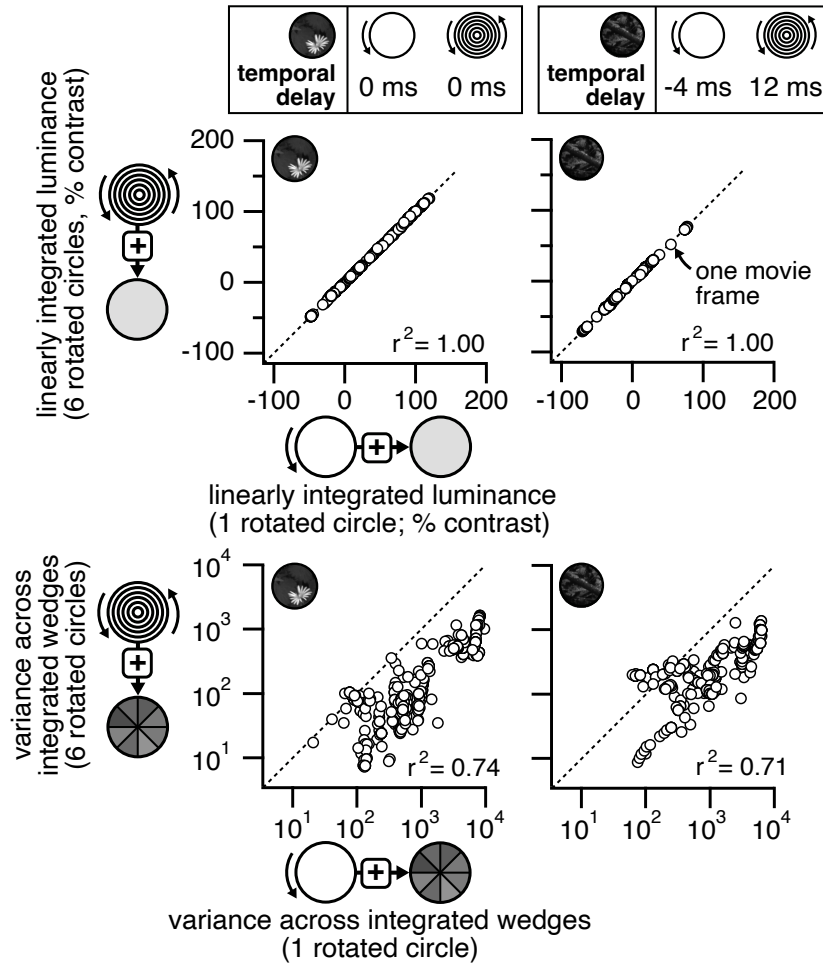 temporal delay
0 ms
0 ms
temporal delay
-4 ms
12 ms
linearly integrated luminance
(6 rotated circles, % contrast)
+
200
100
0
-100
r² = 1.00
-100 0 100 200
one movie
frame
r² = 1.00
-100 0 100 200
+
linearly integrated luminance
(1 rotated circle; % contrast)
variance across
integrated wedges
(6 rotated circles)
+
10⁴
10³
10²
10¹
r² = 0.74
10¹ 10² 10³ 10⁴
r² = 0.71
10¹ 10² 10³ 10⁴
+
variance across integrated wedges
(1 rotated circle)